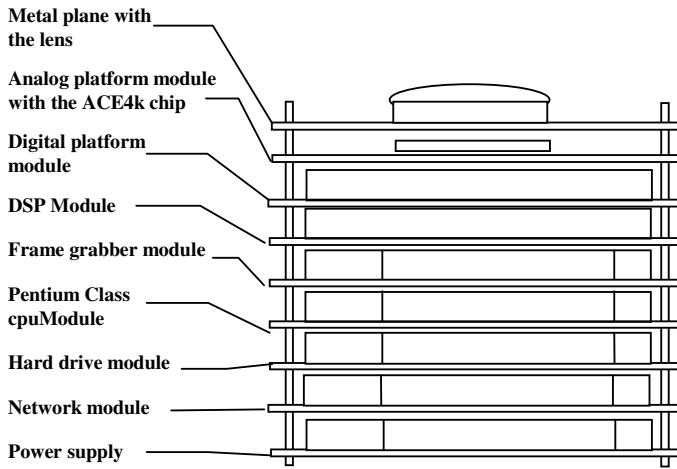 Metal plane with
the lens
Analog platform module
with the ACE4k chip
Digital platform
module
DSP Module
Frame grabber module
Pentium Class
cpuModule
Hard drive module
Network module
Power supply